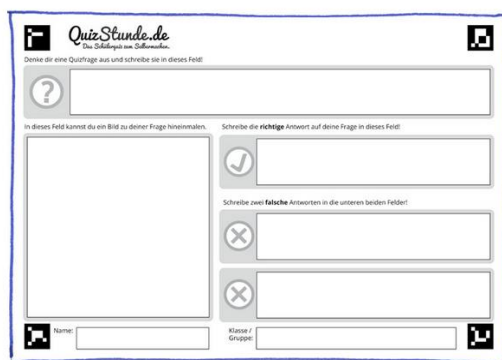 QuizStunde.de
Das Schülerquiz zum Selbermachen.
Denke dir eine Quizfrage aus und schreibe sie in dieses Feld!
?
In dieses Feld kannst du ein Bild zu deiner Frage hineinmalen.
Schreibe die richtige Antwort auf deine Frage in dieses Feld!
Schreibe zwei falsche Antworten in die unteren beiden Felder!
Name:
Klasse /
Gruppe: